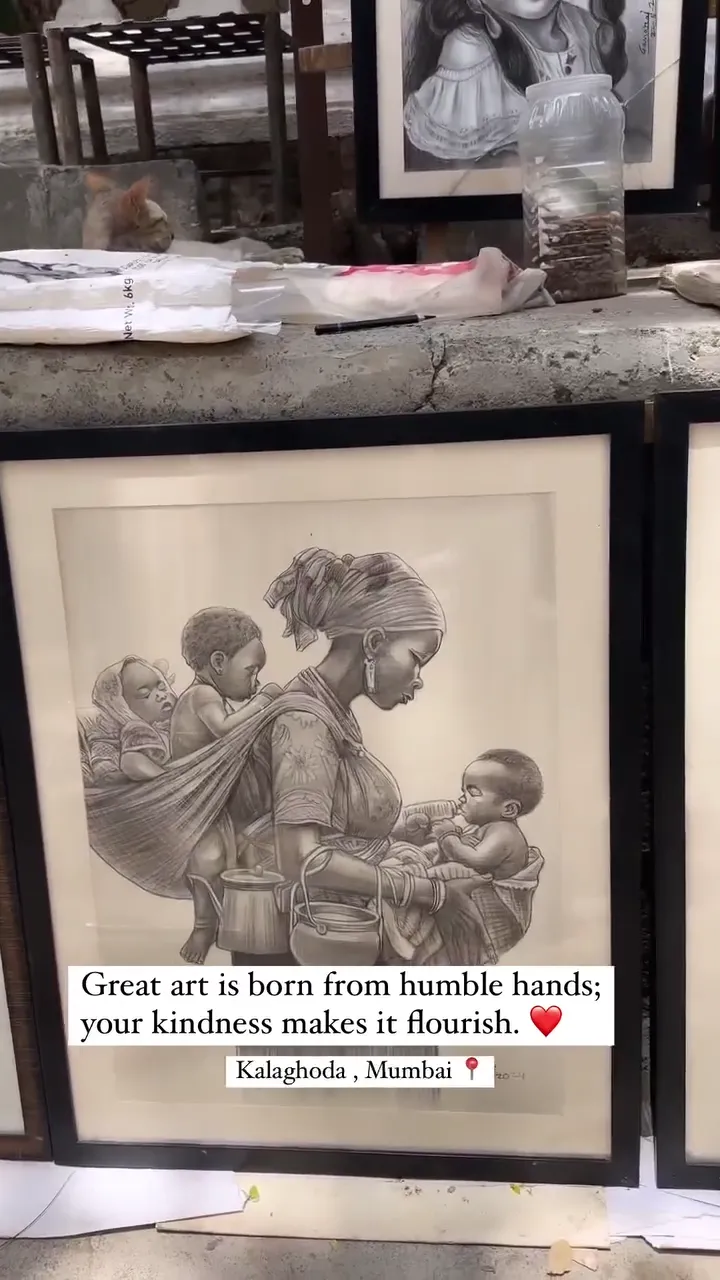 Net Wt. 6kg
Great art is born from humble hands;
your kindness makes it flourish. ❤️
Kalaghoda , Mumbai 📍